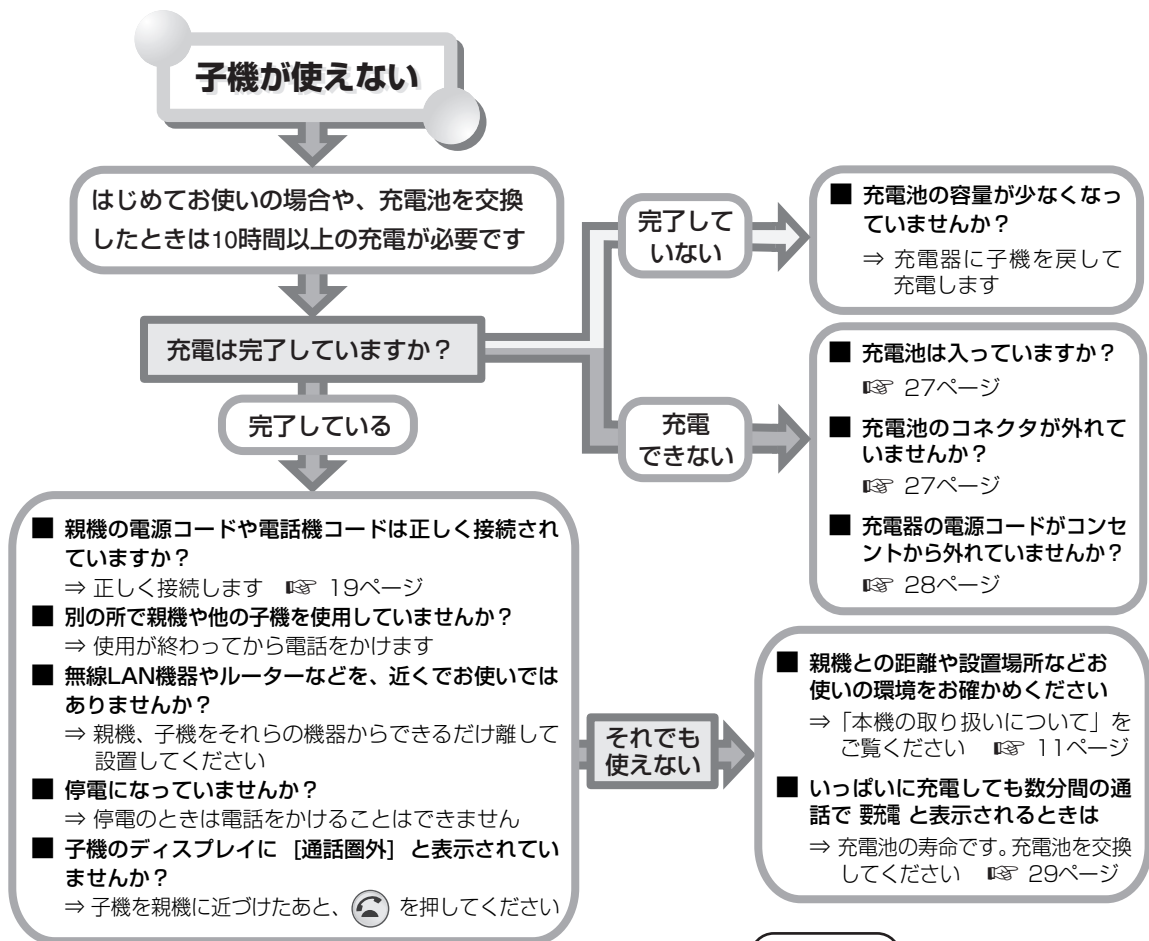 子機が使えない
はじめてお使いの場合や、充電池を交換
したときは10時間以上の充電が必要です
充電は完了していますか？
完了して
いない
■ 充電池の容量が少なくなっ
ていませんか？
⇒ 充電器に子機を戻して
充電します
充電
できない
■ 充電池は入っていますか？
☞ 27ページ
■ 充電池のコネクタが外れて
いませんか？
☞ 27ページ
■ 充電器の電源コードがコンセ
ントから外れていませんか？
☞ 28ページ
完了している
■ 親機の電源コードや電話機コードは正しく接続され
ていますか？
⇒ 正しく接続します ☞ 19ページ
■ 別の所で親機や他の子機を使用していませんか？
⇒ 使用が終わってから電話をかけます
■ 無線LAN機器やルーターなどを、近くでお使いでは
ありませんか？
⇒ 親機、子機をそれらの機器からできるだけ離して
設置してください
■ 停電になっていませんか？
⇒ 停電のときは電話をかけることはできません
■ 子機のディスプレイに［通話圏外］と表示されてい
ませんか？
⇒ 子機を親機に近づけたあと、 を押してください
それでも
使えない
■ 親機との距離や設置場所などお
使いの環境をお確かめください
⇒「本機の取り扱いについて」を
ご覧ください ☞ 11ページ
■ いっぱいに充電しても数分間の通
話で 要充電 と表示されるときは
⇒ 充電池の寿命です。充電池を交換
してください ☞ 29ページ